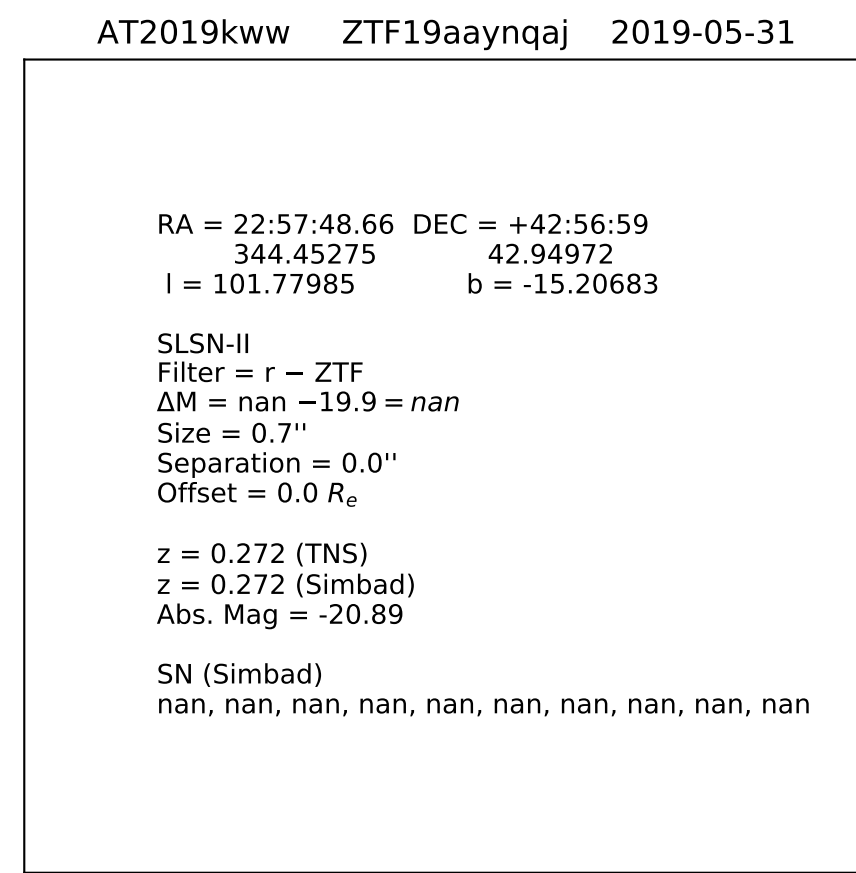 AT2019kww ZTF19aaynqaj 2019-05-31
RA = 22:57:48.66 DEC = +42:56:59
344.45275 42.94972
l = 101.77985 b = -15.20683
SLSN-II
Filter = r − ZTF
ΔM = nan −19.9 = nan
Size = 0.7''
Separation = 0.0''
Offset = 0.0 Rₑ
z = 0.272 (TNS)
z = 0.272 (Simbad)
Abs. Mag = -20.89
SN (Simbad)
nan, nan, nan, nan, nan, nan, nan, nan, nan, nan